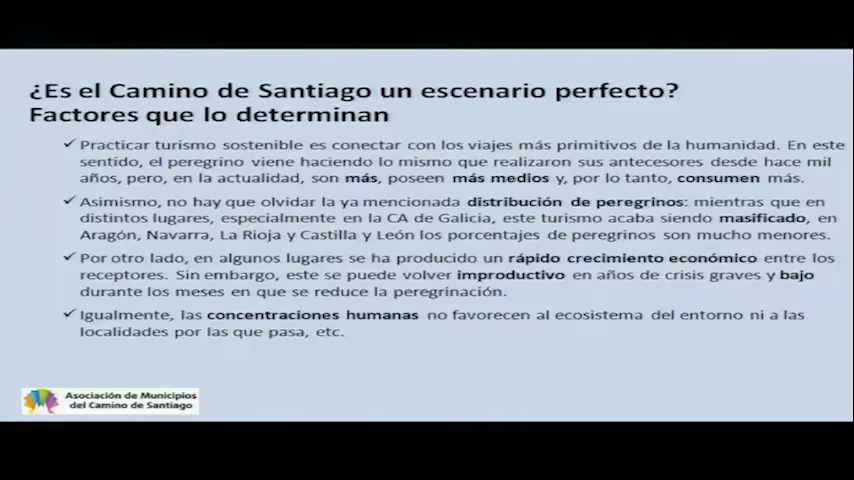 ¿Es el Camino de Santiago un escenario perfecto?
Factores que lo determinan
✓ Practicar turismo sostenible es conectar con los viajes más primitivos de la humanidad. En este
sentido, el peregrino viene haciendo lo mismo que realizaron sus antecesores desde hace mil
años, pero, en la actualidad, son más, poseen más medios y, por lo tanto, consumen más.
✓ Asimismo, no hay que olvidar la ya mencionada distribución de peregrinos: mientras que en
distintos lugares, especialmente en la CA de Galicia, este turismo acaba siendo masificado, en
Aragón, Navarra, La Rioja y Castilla y León los porcentajes de peregrinos son mucho menores.
✓ Por otro lado, en algunos lugares se ha producido un rápido crecimiento económico entre los
receptores. Sin embargo, este se puede volver improductivo en años de crisis graves y bajo
durante los meses en que se reduce la peregrinación.
✓ Igualmente, las concentraciones humanas no favorecen al ecosistema del entorno ni a las
localidades por las que pasa, etc.
Asociación de Municipios
del Camino de Santiago